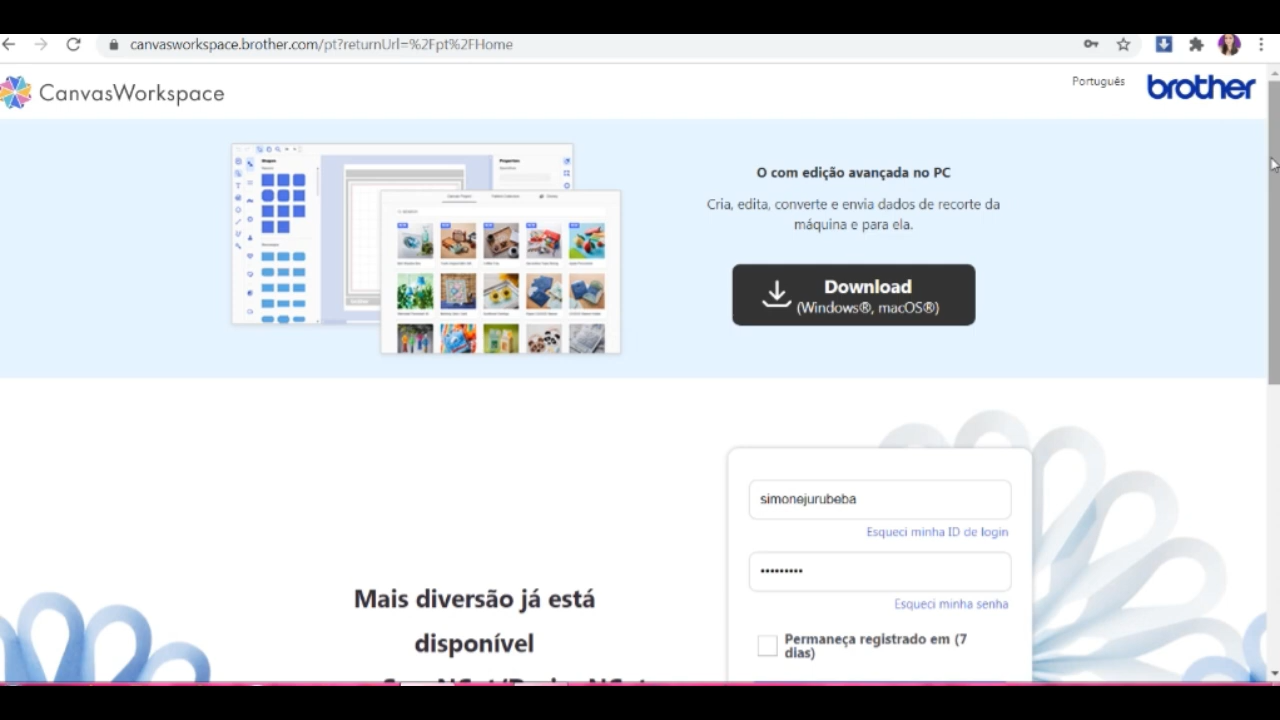 canvasworkspace.brother.com/pt?returnUrl=%2Fpt%2FHome
CanvasWorkspace
Português
brother
O com edição avançada no PC
Cria, edita, converte e envia dados de recorte da
máquina e para ela.
Download
(Windows®, macOS®)
simonejurubeba
Esqueci minha ID de login
•••••••••
Esqueci minha senha
Permaneça registrado em (7
dias)
Mais diversão já está
disponível